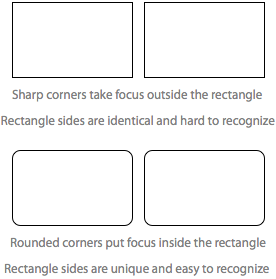 Sharp corners take focus outside the rectangle
Rectangle sides are identical and hard to recognize
Rounded corners put focus inside the rectangle
Rectangle sides are unique and easy to recognize